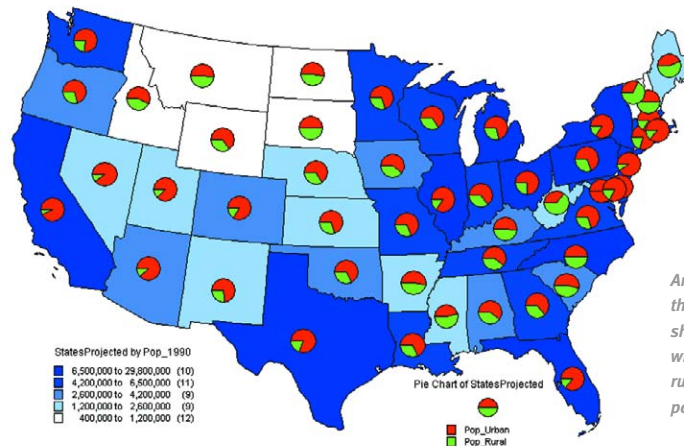 StatesProjected by Pop_1990
6,500,000 to 29,800,000 (10)
4,200,000 to 6,500,000 (11)
2,600,000 to 4,200,000 (9)
1,200,000 to 2,600,000 (9)
400,000 to 1,200,000 (12)
Pie Chart of StatesProjected
Pop_Urban
Pop_Rural